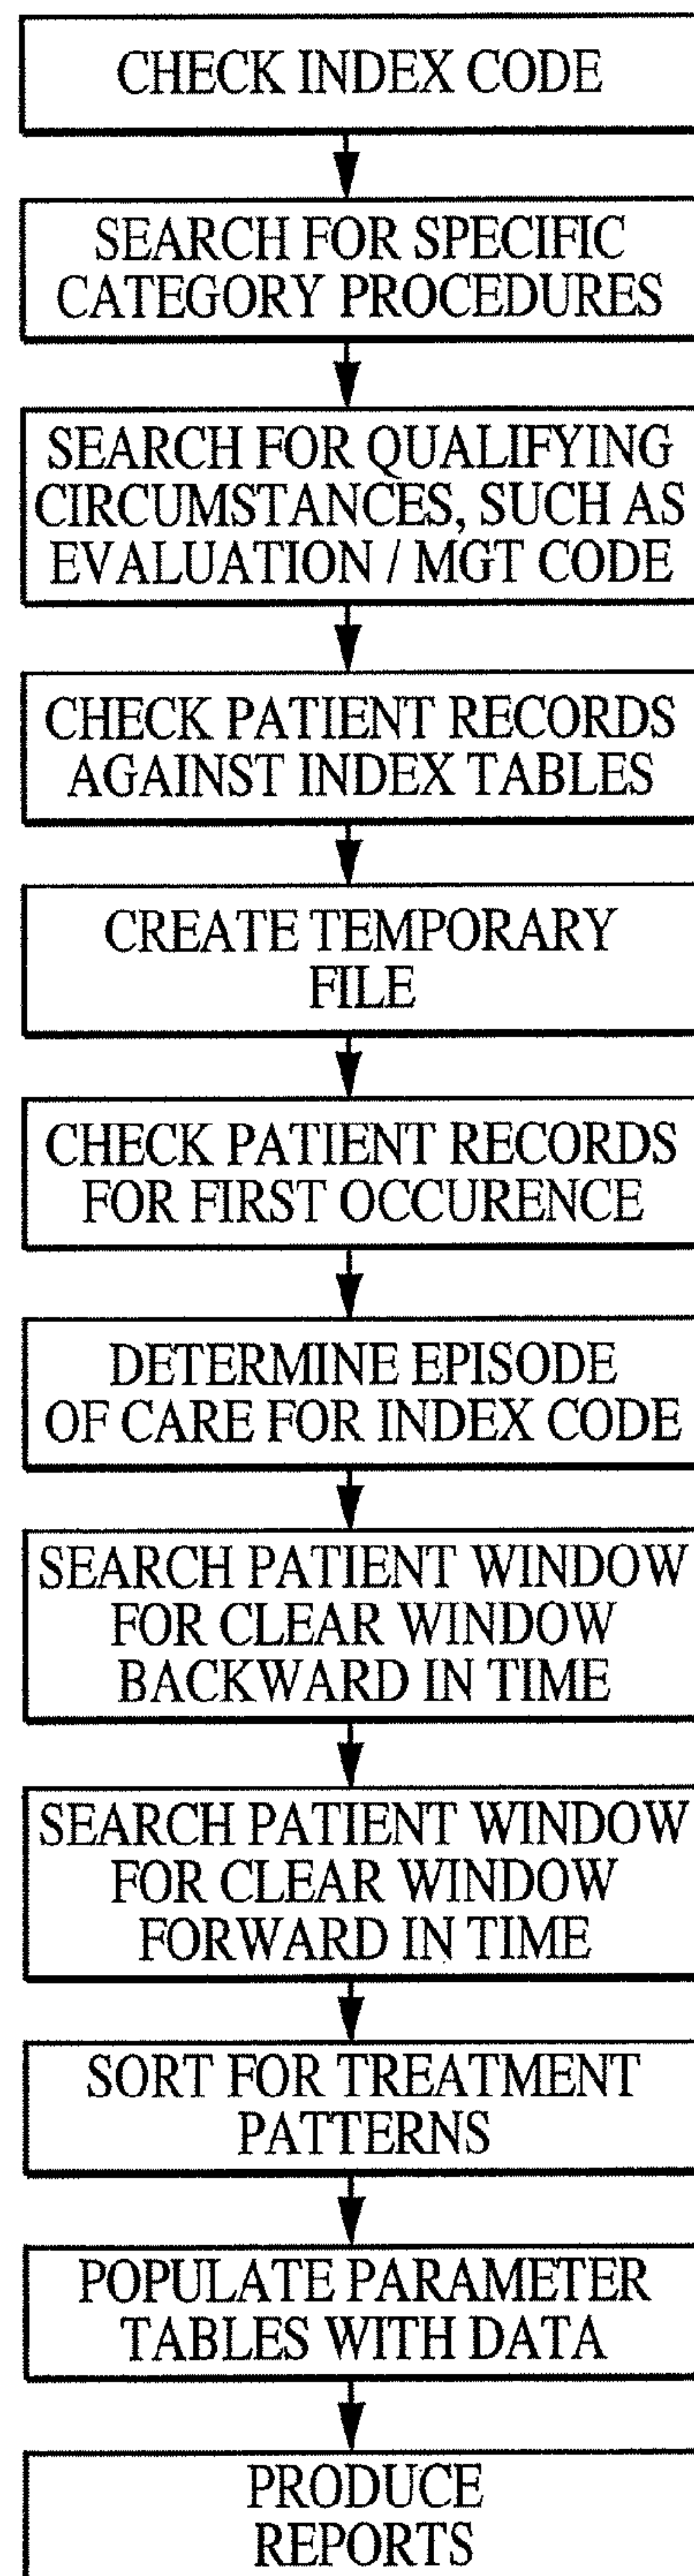 CHECK INDEX CODE
SEARCH FOR SPECIFIC
CATEGORY PROCEDURES
SEARCH FOR QUALIFYING
CIRCUMSTANCES, SUCH AS
EVALUATION / MGT CODE
CHECK PATIENT RECORDS
AGAINST INDEX TABLES
CREATE TEMPORARY
FILE
CHECK PATIENT RECORDS
FOR FIRST OCCURENCE
DETERMINE EPISODE
OF CARE FOR INDEX CODE
SEARCH PATIENT WINDOW
FOR CLEAR WINDOW
BACKWARD IN TIME
SEARCH PATIENT WINDOW
FOR CLEAR WINDOW
FORWARD IN TIME
SORT FOR TREATMENT
PATTERNS
POPULATE PARAMETER
TABLES WITH DATA
PRODUCE
REPORTS